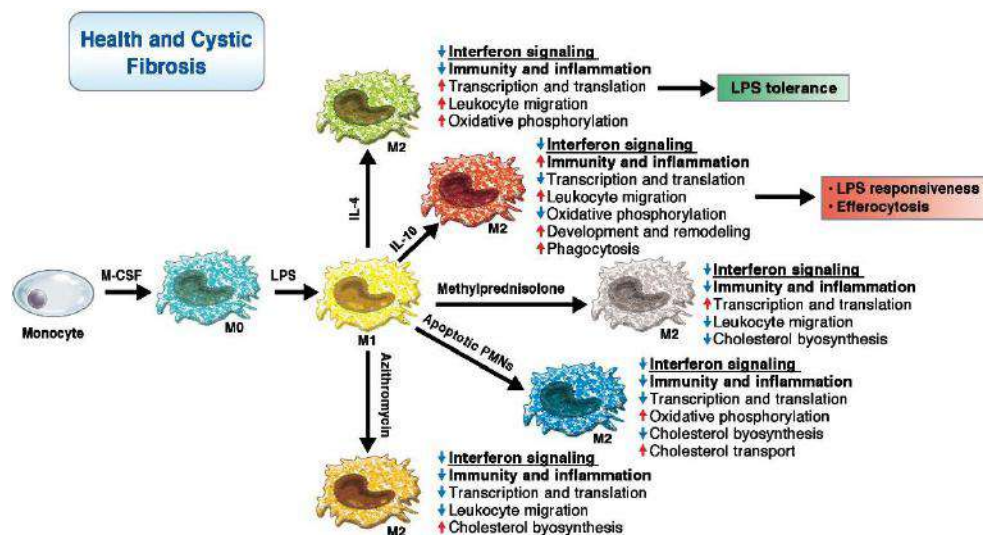 Health and Cystic
Fibrosis
↓Interferon signaling
↓Immunity and inflammation
↑Transcription and translation
↑Leukocyte migration
↑Oxidative phosphorylation
LPS tolerance
M2
↓Interferon signaling
↑Immunity and inflammation
↓Transcription and translation
↑Leukocyte migration
↓Oxidative phosphorylation
↑Development and remodeling
↑Phagocytosis
• LPS responsiveness
• Efferocytosis
IL-4
IL-10
M2
M-CSF
LPS
Monocyte
M0
M1
Methylprednisolone
M2
↓Interferon signaling
↓Immunity and inflammation
↑Transcription and translation
↓Leukocyte migration
↓Cholesterol byosynthesis
Apoptotic PMNs
M2
↓Interferon signaling
↓Immunity and inflammation
↓Transcription and translation
↑Oxidative phosphorylation
↓Cholesterol byosynthesis
↑Cholesterol transport
Azithromycin
M2
↓Interferon signaling
↓Immunity and inflammation
↓Transcription and translation
↓Leukocyte migration
↑Cholesterol byosynthesis